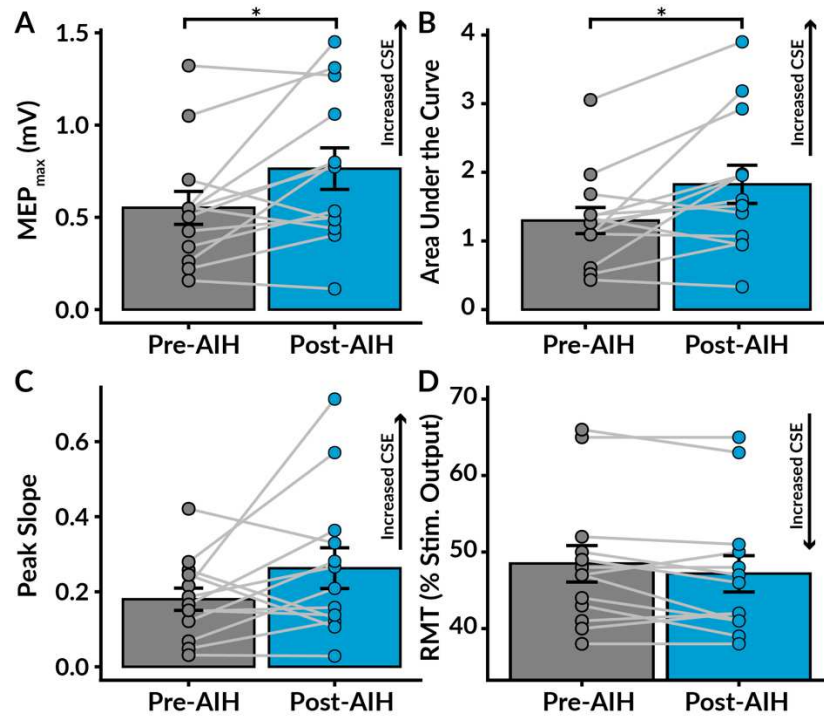 A
*
MEPmax (mV)
1.5
1.0
0.5
0.0
Increased CSE
Pre-AIH Post-AIH
B
*
Area Under the Curve
4
3
2
1
0
Increased CSE
Pre-AIH Post-AIH
C
Peak Slope
0.6
0.4
0.2
0.0
Increased CSE
Pre-AIH Post-AIH
D
RMT (% Stim. Output)
70
60
50
40
Increased CSE
Pre-AIH Post-AIH